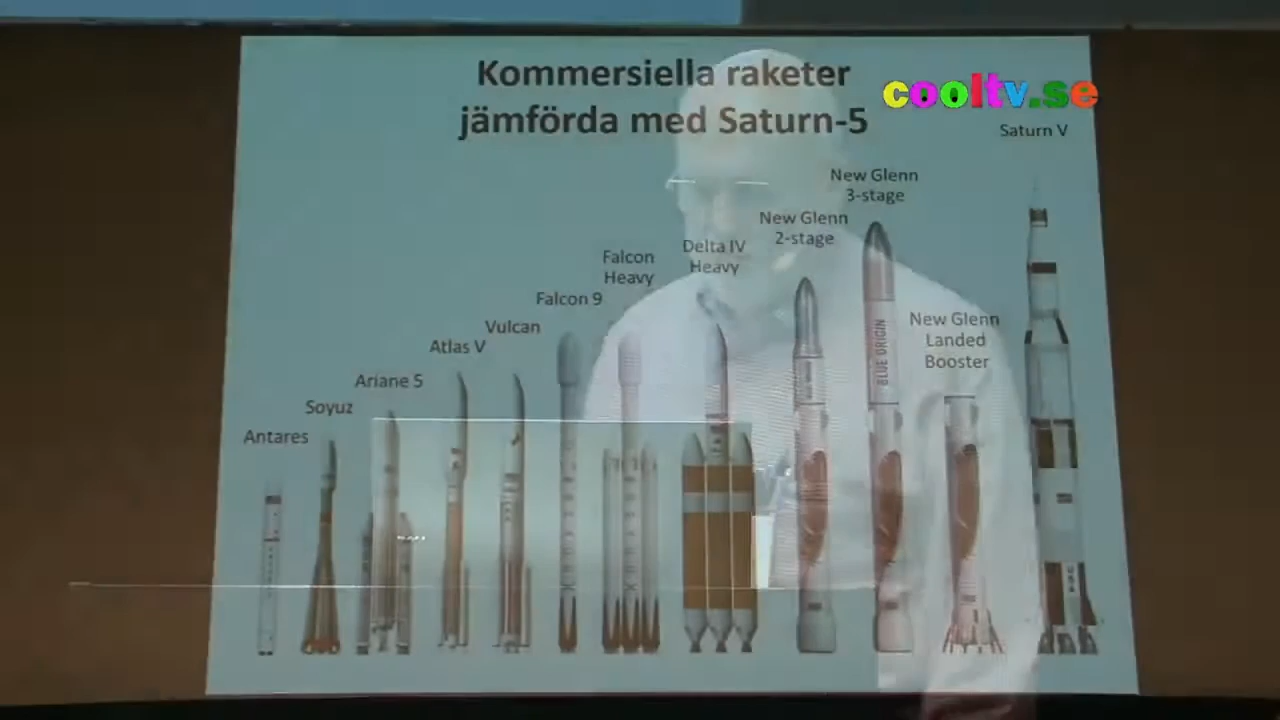 Kommersiella raketer
jämförda med Saturn-5
cooltv.se
Saturn V
New Glenn
3-stage
New Glenn
2-stage
Delta IV
Heavy
Falcon
Heavy
Falcon 9
Vulcan
Atlas V
Ariane 5
Soyuz
Antares
New Glenn
Landed
Booster
BLUE ORIGIN